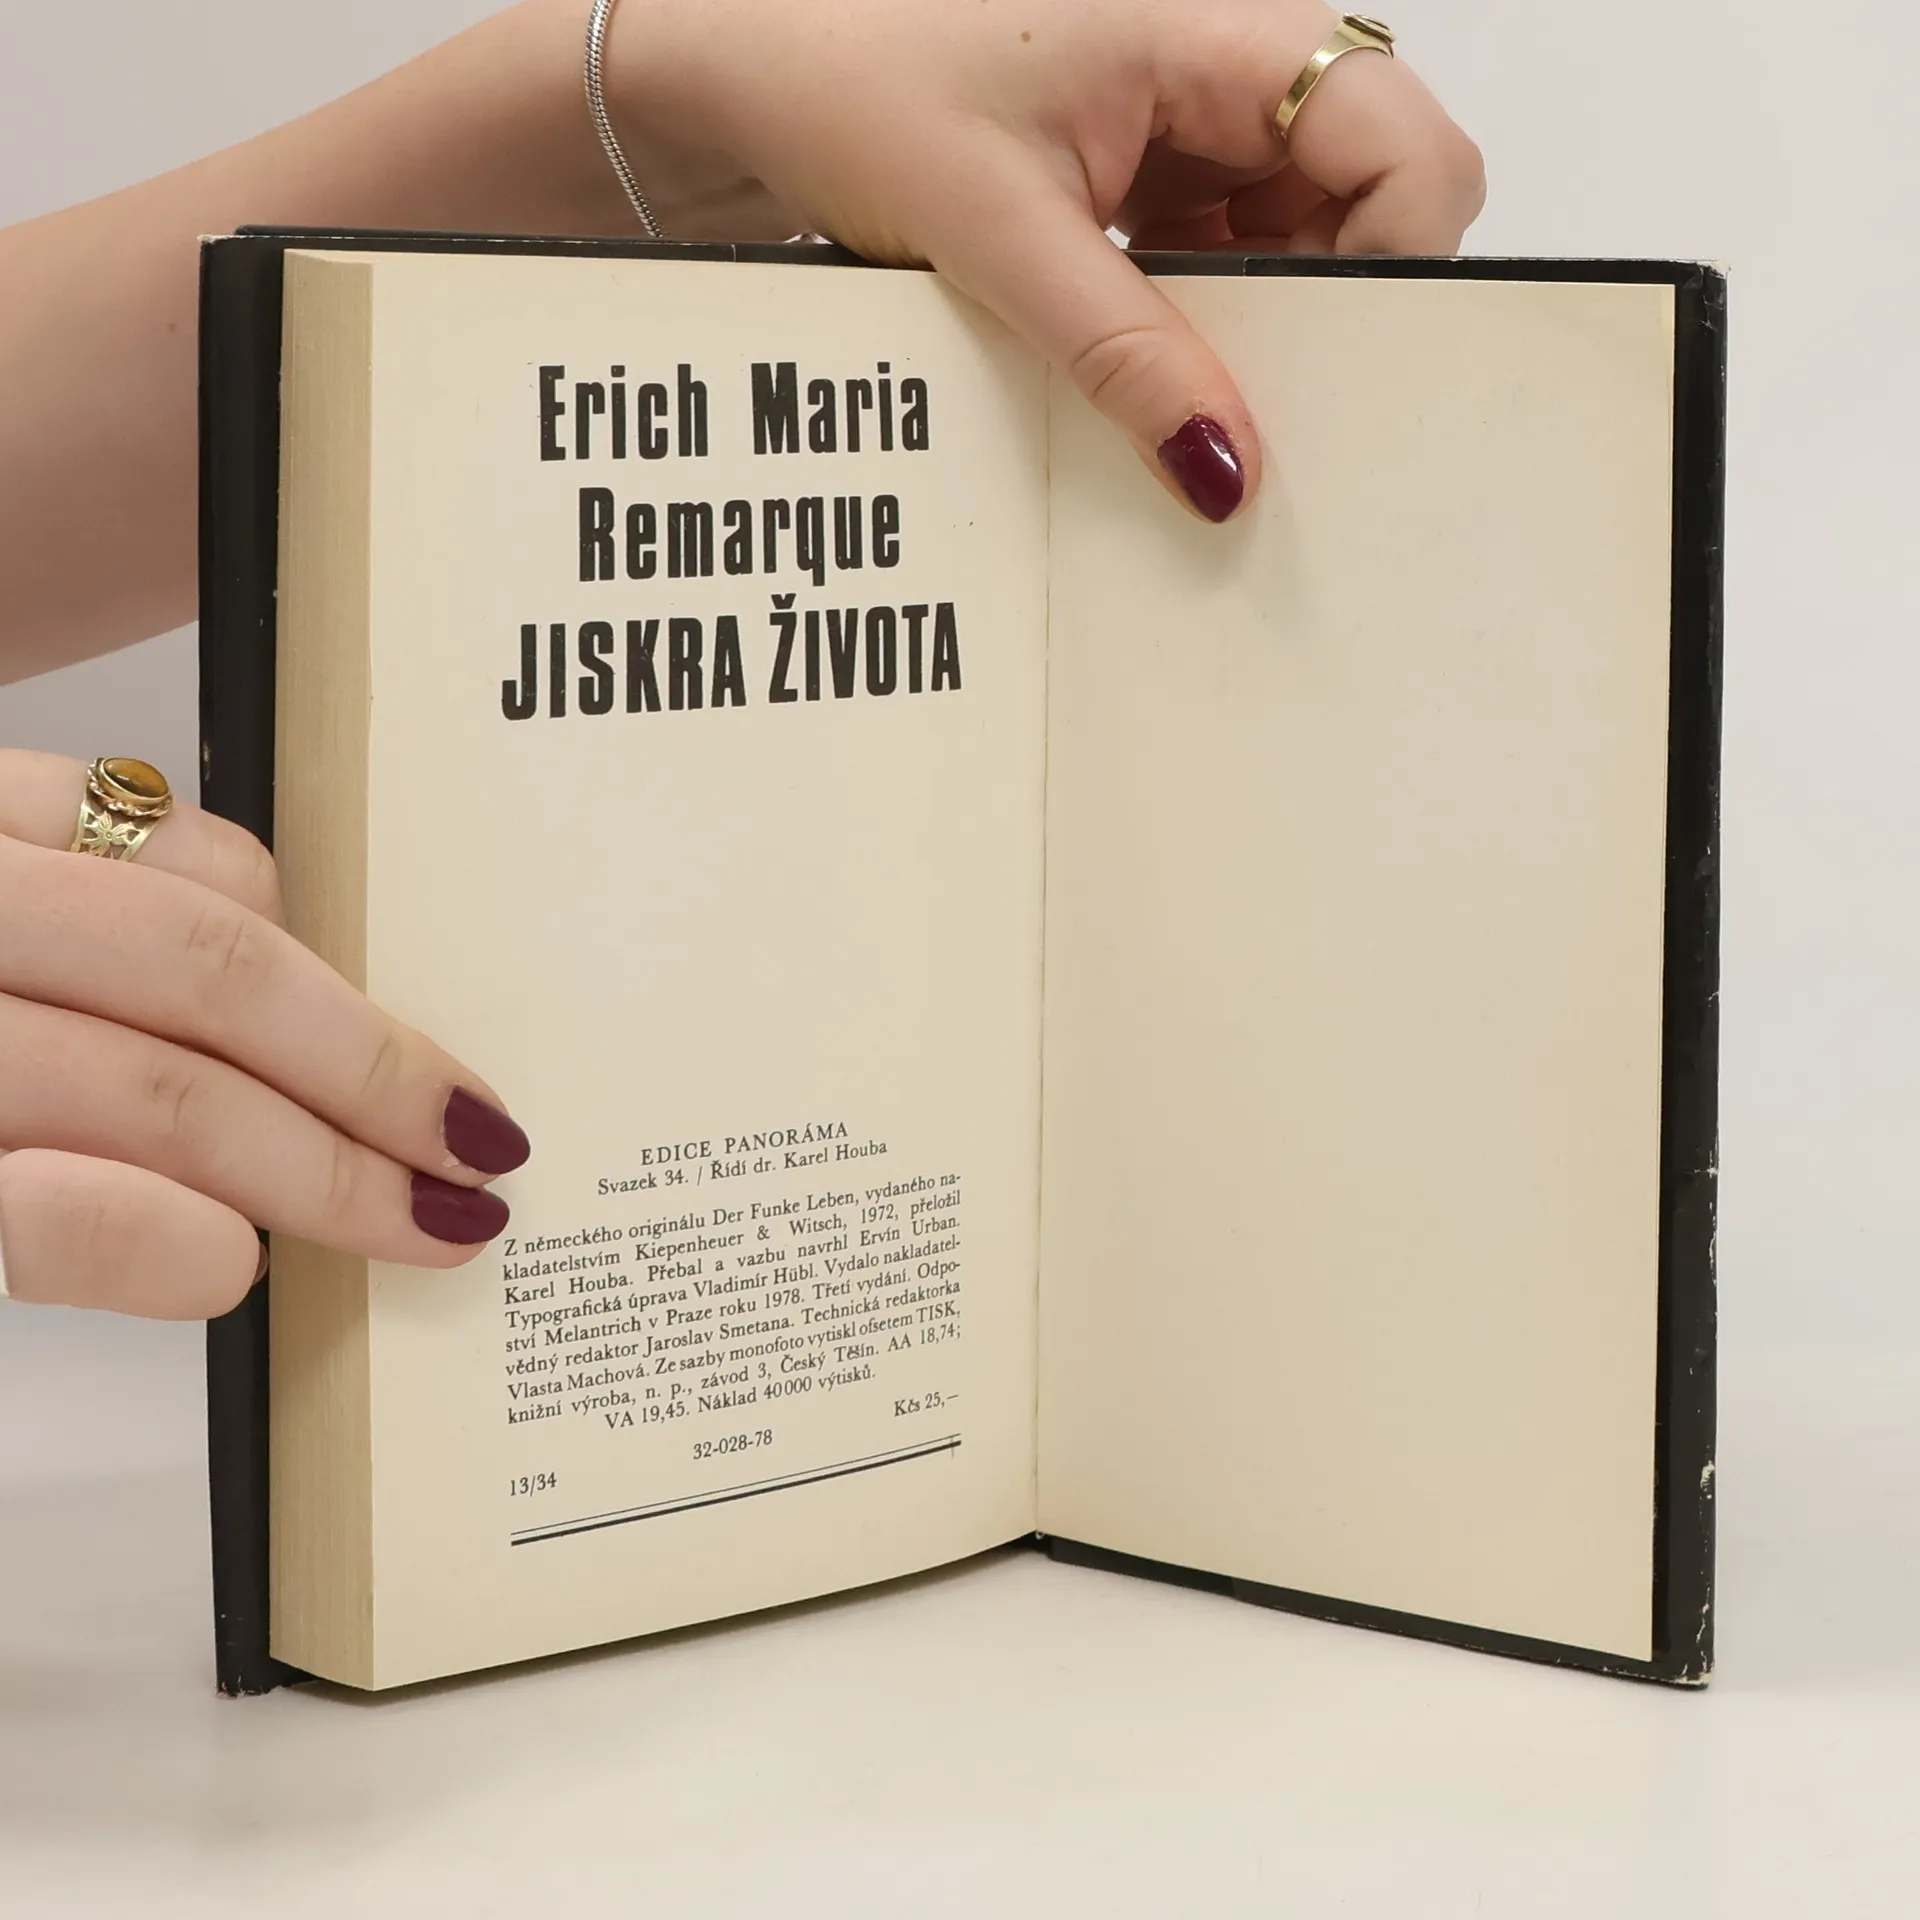 Erich Maria
Remarque
JISKRA ŽIVOTA
EDICE PANORÁMA
Svazek 34. / Řídí dr. Karel Houba
Z německého originálu Der Funke Leben, vydaného na-
kladatelstvím Kiepenheuer & Witsch, 1972, přeložil
Karel Houba. Přebal a vazbu navrhl Ervín Urban.
Typografická úprava Vladimír Hübl. Vydalo nakladatel-
ství Melantrich v Praze roku 1978. Třetí vydání. Odpo-
vědný redaktor Jaroslav Smetana. Technická redaktorka
Vlasta Machová. Ze sazby monofoto vytiskl ofsetem TISK,
knižní výroba, n. p., závod 3, Český Těšín. AA 18,74;
VA 19,45. Náklad 40000 výtisků.
Kčs 25,—
32-028-78
13/34